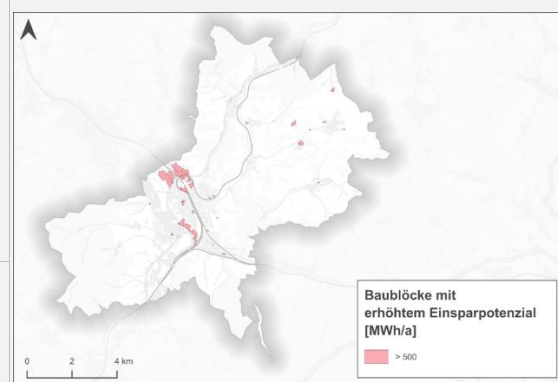 Baublöcke mit
erhöhtem Einsparpotenzial
[MWh/a]
> 500
0 2 4 km